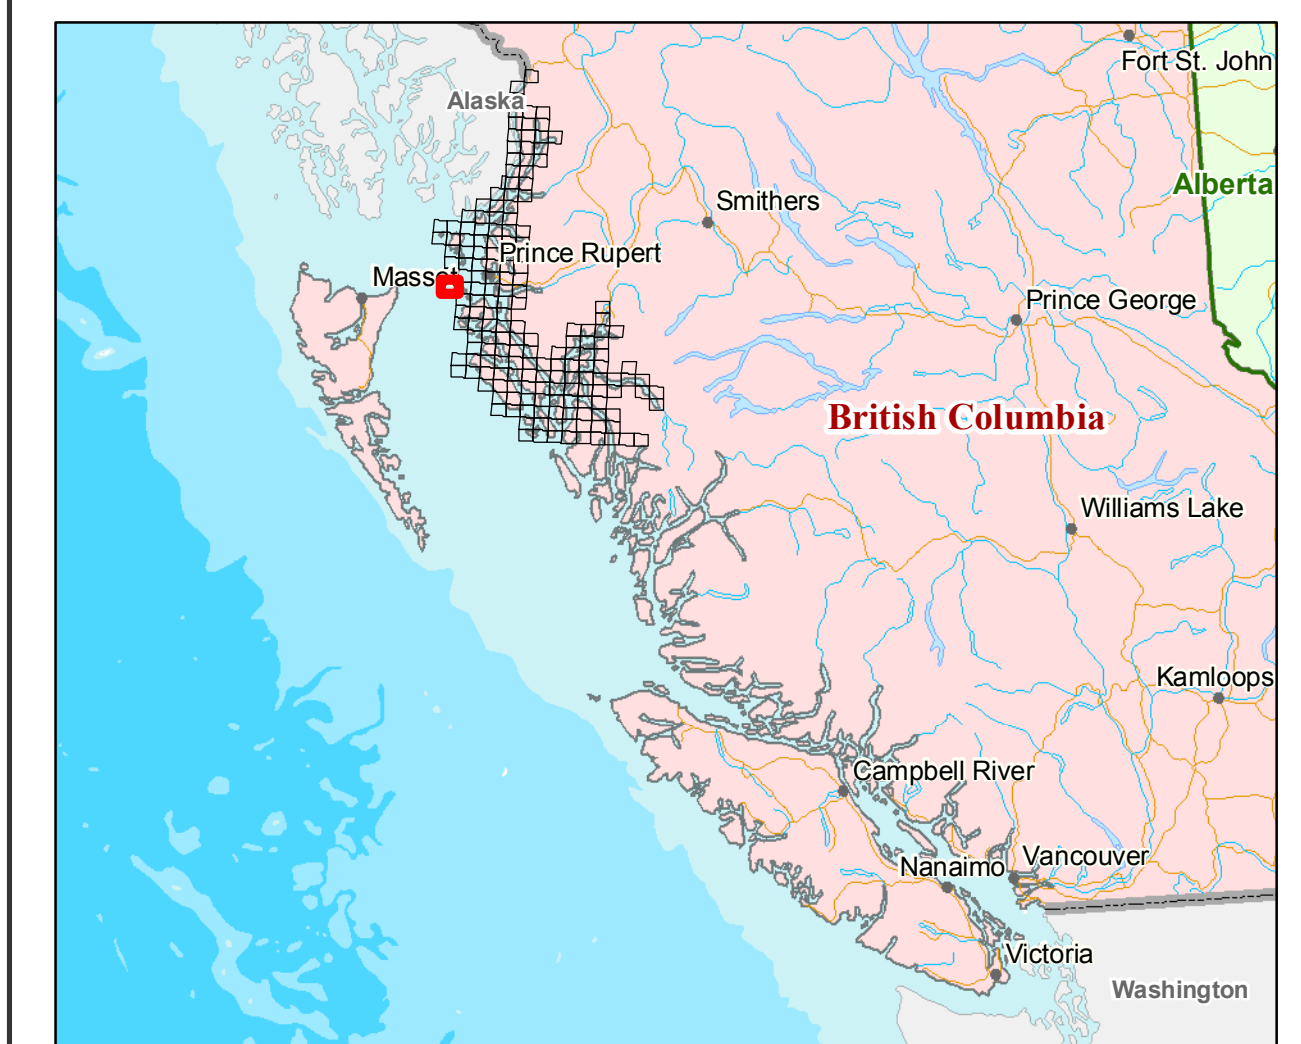 Fort St. John
Alaska
Alberta
Smithers
Prince Rupert
Masset
Prince George
British Columbia
Williams Lake
Kamloops
Campbell River
Vancouver
Nanaimo
Victoria
Washington